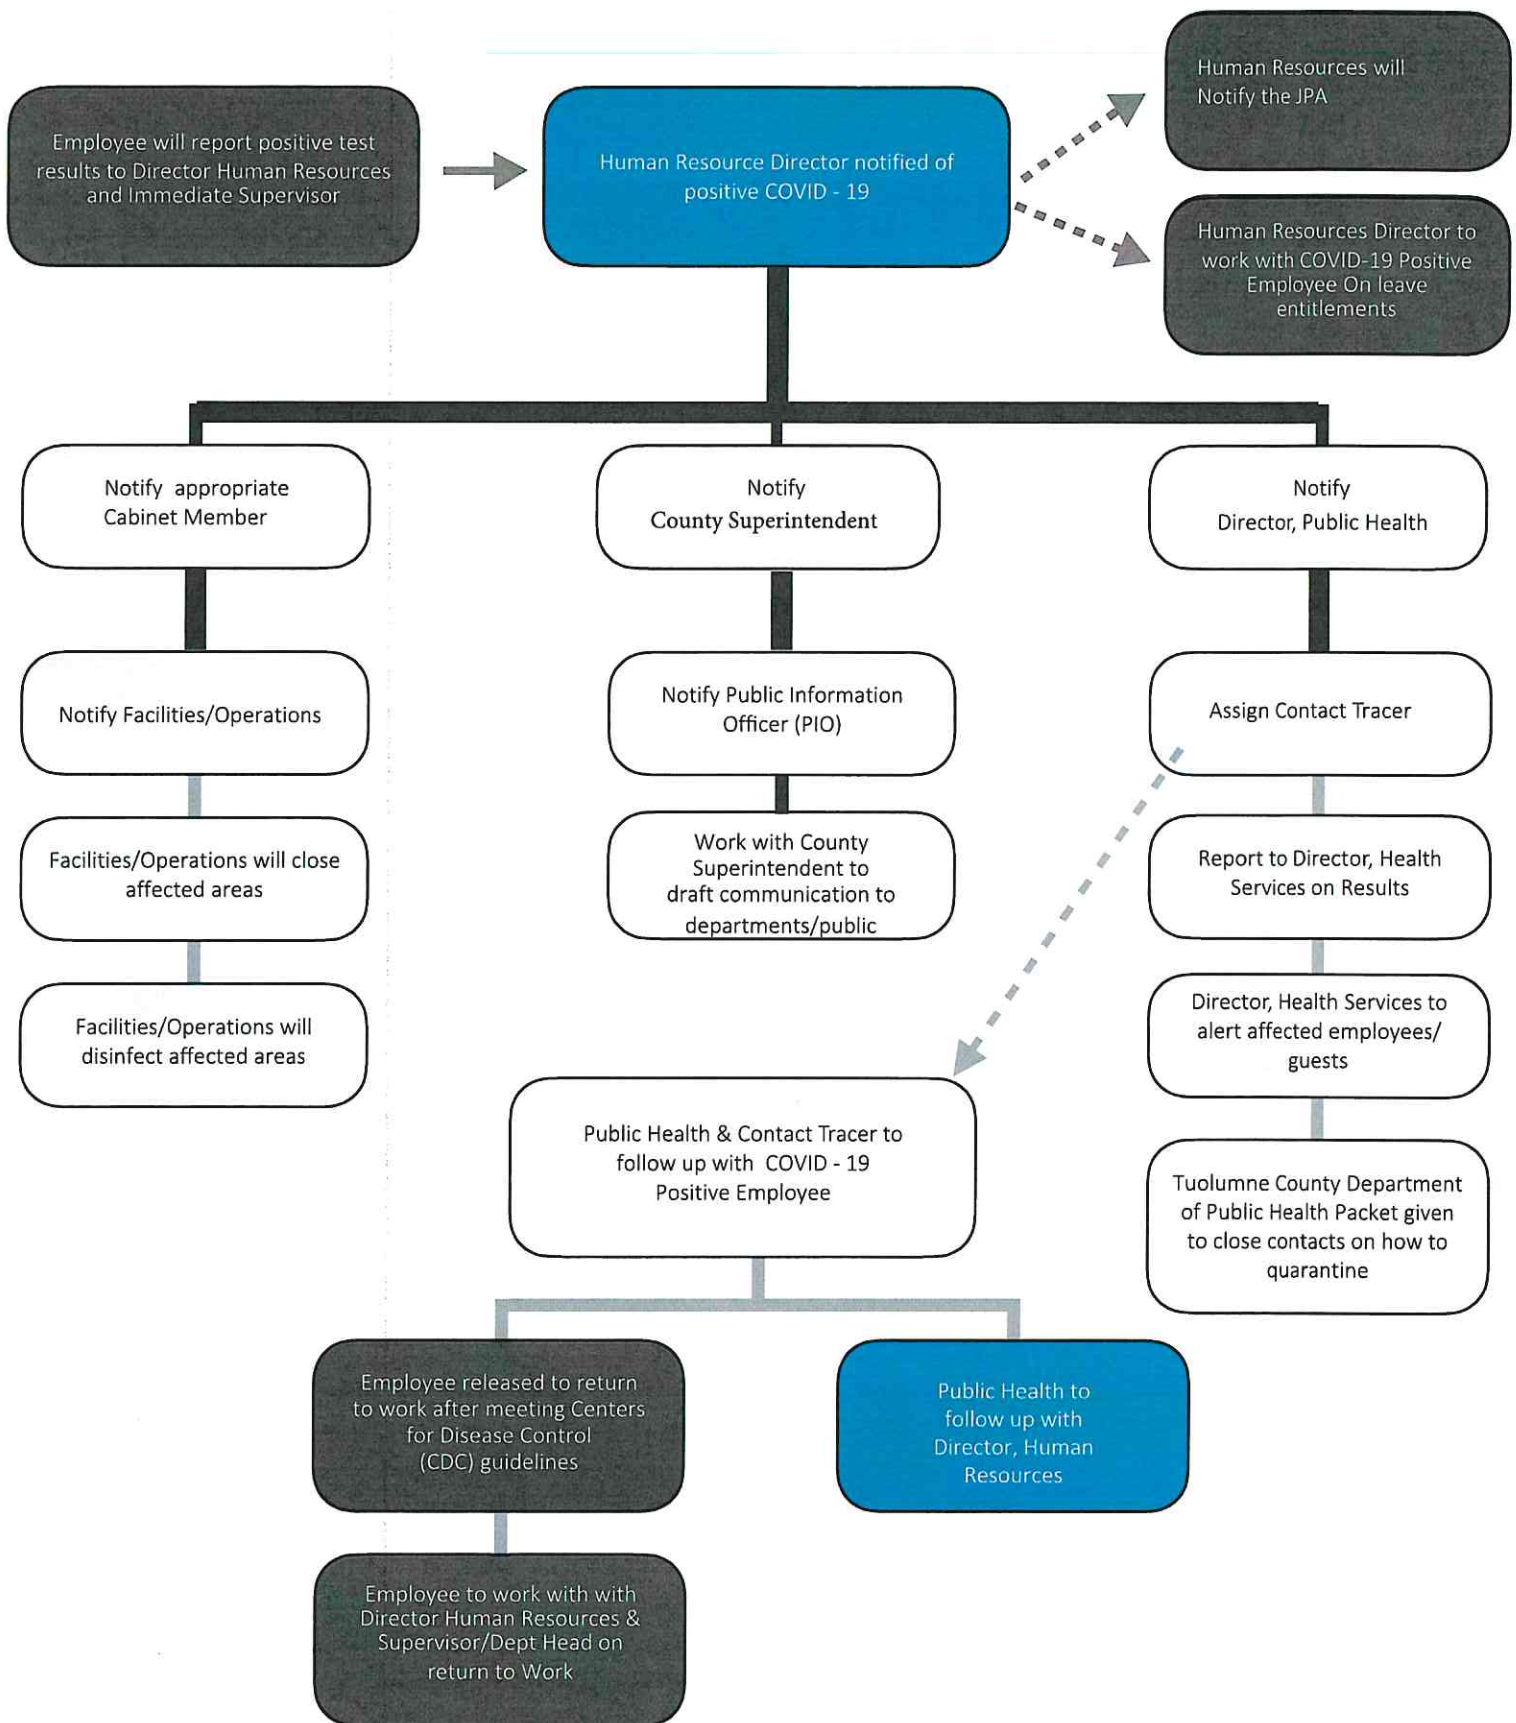 Human Resources will
Notify the JPA
Employee will report positive test
results to Director Human Resources
and Immediate Supervisor
Human Resource Director notified of
positive COVID - 19
Human Resources Director to
work with COVID-19 Positive
Employee On leave
entitlements
Notify appropriate
Cabinet Member
Notify
County Superintendent
Notify
Director, Public Health
Notify Facilities/Operations
Notify Public Information
Officer (PIO)
Assign Contact Tracer
Facilities/Operations will close
affected areas
Work with County
Superintendent to
draft communication to
departments/public
Report to Director, Health
Services on Results
Facilities/Operations will
disinfect affected areas
Director, Health Services to
alert affected employees/
guests
Public Health & Contact Tracer to
follow up with COVID - 19
Positive Employee
Tuolumne County Department
of Public Health Packet given
to close contacts on how to
quarantine
Employee released to return
to work after meeting Centers
for Disease Control
(CDC) guidelines
Public Health to
follow up with
Director, Human
Resources
Employee to work with with
Director Human Resources &
Supervisor/Dept Head on
return to Work